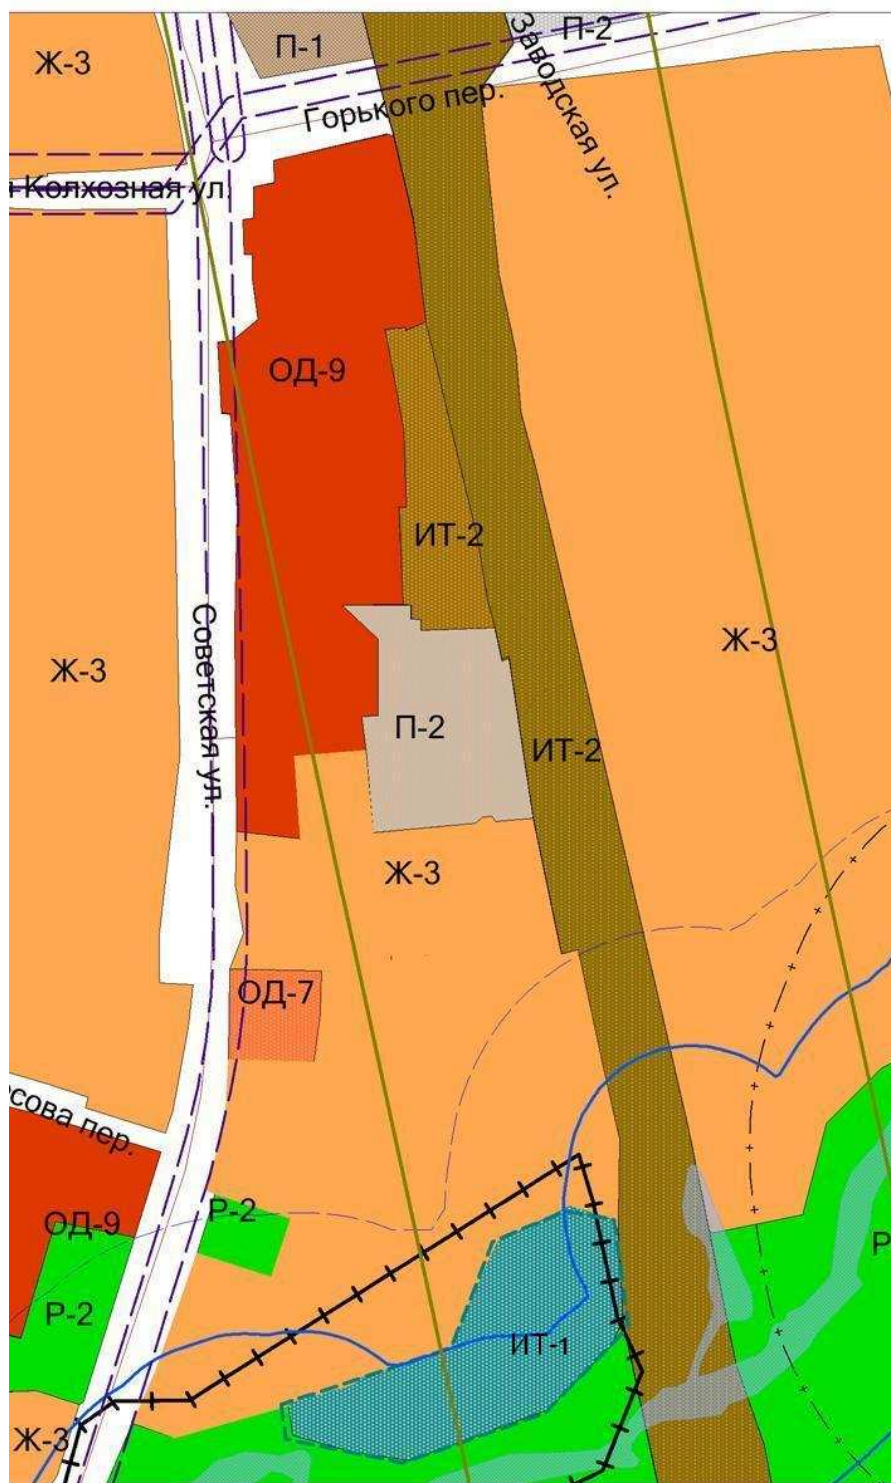 П-1
П-2
Заводская ул.
Ж-3
Горького пер.
Колхозная ул.
ОД-9
ИТ-2
Ж-3
Советская ул.
Ж-3
П-2
ИТ-2
Ж-3
ОД-7
сова пер.
ОД-9
Р-2
Р-2
ИТ-1
Ж-3